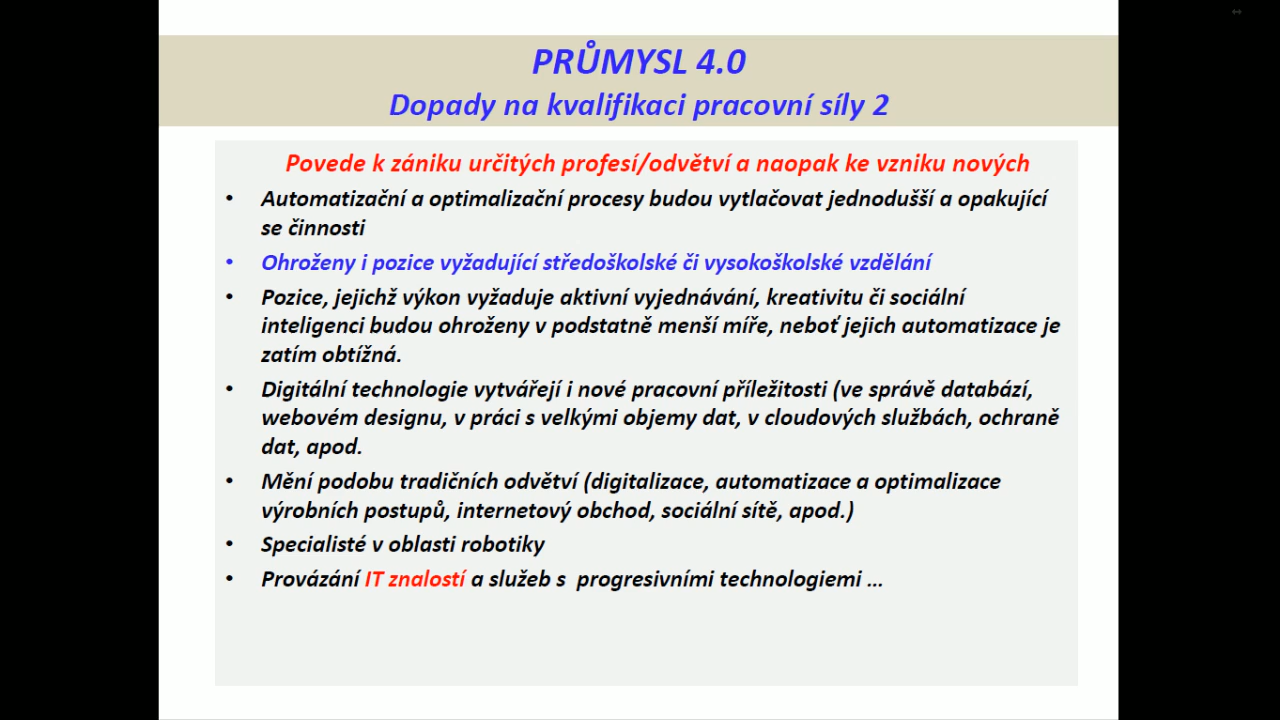 PRŮMYSL 4.0
Dopady na kvalifikaci pracovní síly 2
Povede k zániku určitých profesí/odvětví a naopak ke vzniku nových
• Automatizační a optimalizační procesy budou vytlačovat jednodušší a opakující
se činnosti
• Ohroženy i pozice vyžadující středoškolské či vysokoškolské vzdělání
• Pozice, jejichž výkon vyžaduje aktivní vyjednávání, kreativitu či sociální
inteligenci budou ohroženy v podstatně menší míře, neboť jejich automatizace je
zatím obtížná.
• Digitální technologie vytvářejí i nové pracovní příležitosti (ve správě databází,
webovém designu, v práci s velkými objemy dat, v cloudových službách, ochraně
dat, apod.
• Mění podobu tradičních odvětví (digitalizace, automatizace a optimalizace
výrobních postupů, internetový obchod, sociální sítě, apod.)
• Specialisté v oblasti robotiky
• Provázání IT znalostí a služeb s  progresivními technologiemi …